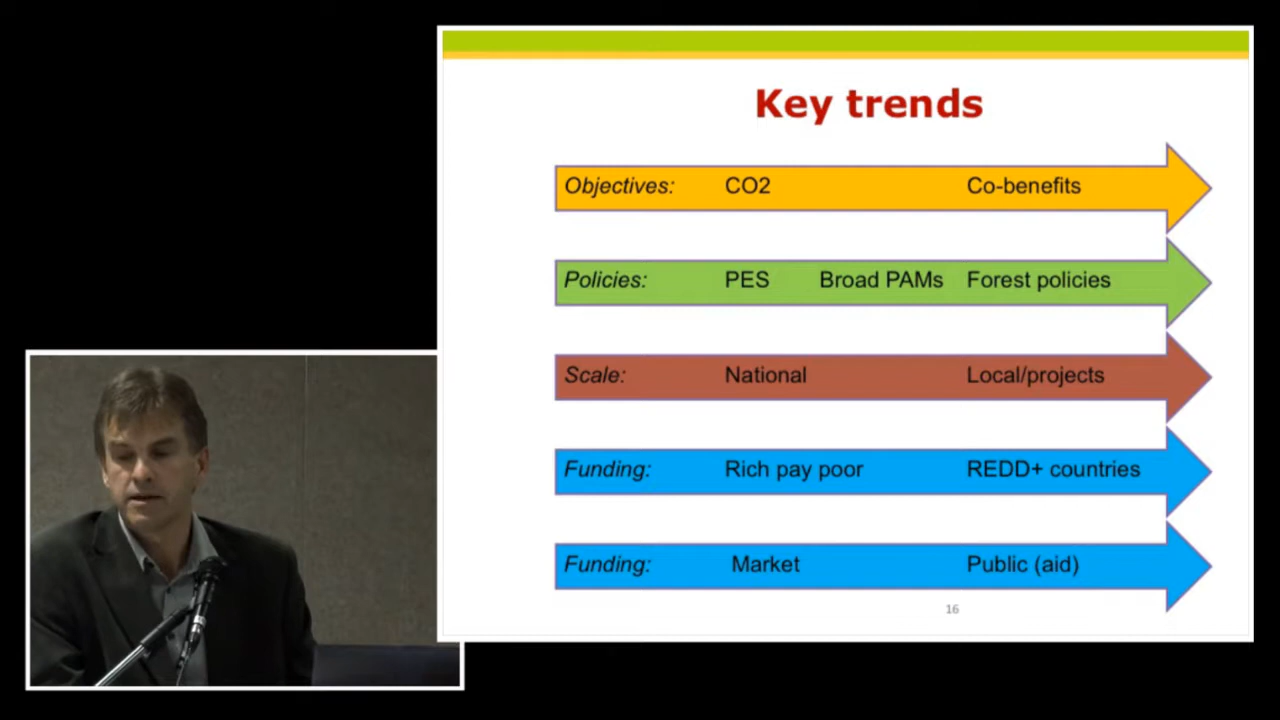 Key trends
Objectives: CO2 Co-benefits
Policies: PES Broad PAMs Forest policies
Scale: National Local/projects
Funding: Rich pay poor REDD+ countries
Funding: Market Public (aid)
16